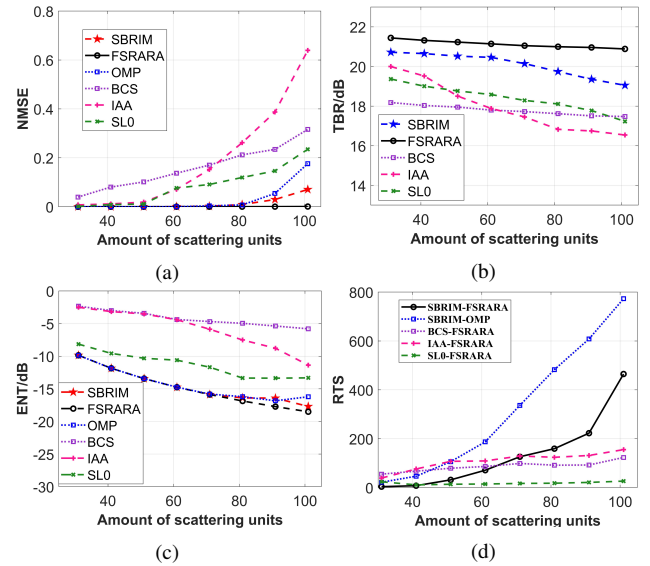 (a)
NMSE
0.8
0.6
0.4
0.2
0
SBRIM
FSRARA
OMP
BCS
IAA
SL0
40 60 80 100
Amount of scattering units
(a)
TBR/dB
22
20
18
16
14
SBRIM
FSRARA
BCS
IAA
SL0
40 60 80 100
Amount of scattering units
(b)
ENT/dB
0
-5
-10
-15
-20
-25
-30
SBRIM
FSRARA
OMP
BCS
IAA
SL0
40 60 80 100
Amount of scattering units
(c)
RTS
800
600
400
200
0
SBRIM-FSRARA
SBRIM-OMP
BCS-FSRARA
IAA-FSRARA
SL0-FSRARA
40 60 80 100
Amount of scattering units
(d)